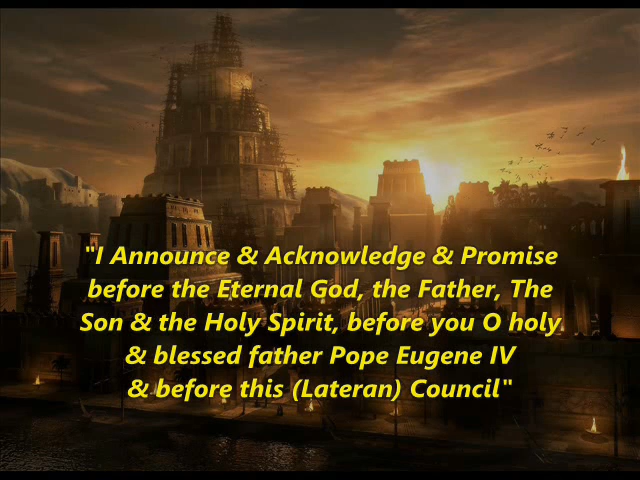 "I Announce & Acknowledge & Promise
before the Eternal God, the Father, The
Son & the Holy Spirit, before you O holy
& blessed father Pope Eugene IV
& before this (Lateran) Council"